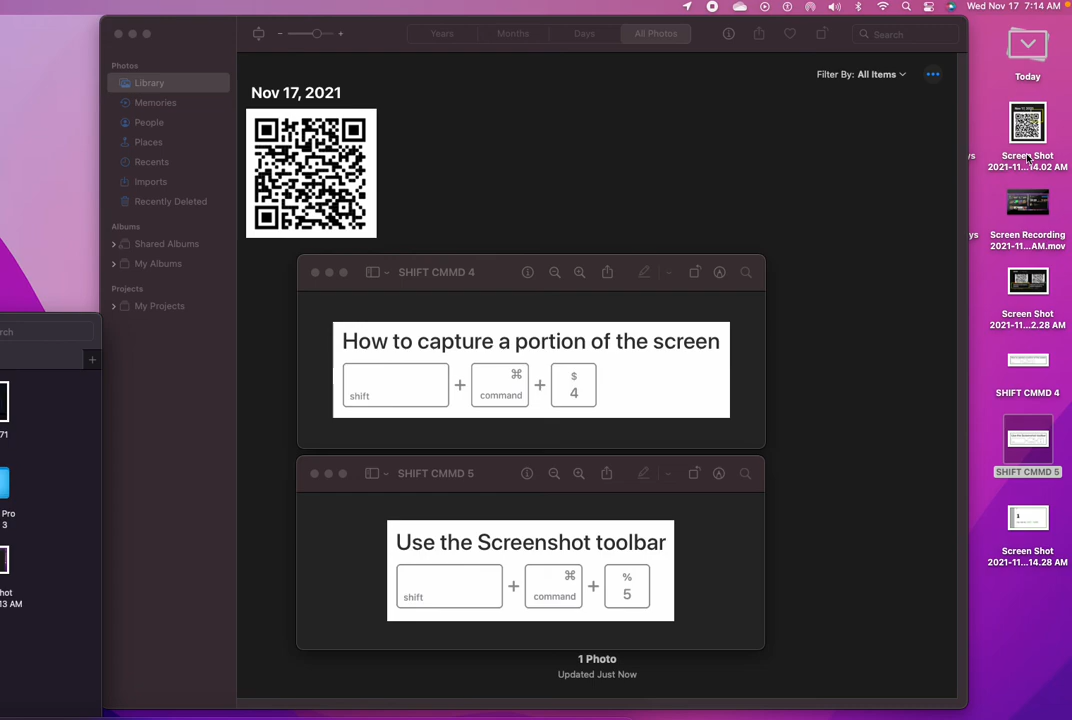 Wed Nov 17 7:14 AM
Years
Months
Days
All Photos
Search
Photos
Library
Memories
People
Places
Recents
Imports
Recently Deleted
Albums
Shared Albums
My Albums
Projects
My Projects
Filter By: All Items
Nov 17, 2021
SHIFT CMMD 4
How to capture a portion of the screen
shift
+
⌘
command
+
$
4
SHIFT CMMD 5
Use the Screenshot toolbar
shift
+
⌘
command
+
%
5
1 Photo
Updated Just Now
Today
Screen Shot
2021-11...14.02 AM
Screen Recording
2021-11...AM.mov
Screen Shot
2021-11...2.28 AM
SHIFT CMMD 4
SHIFT CMMD 5
Screen Shot
2021-11...14.28 AM
71
Pro
3
13 AM